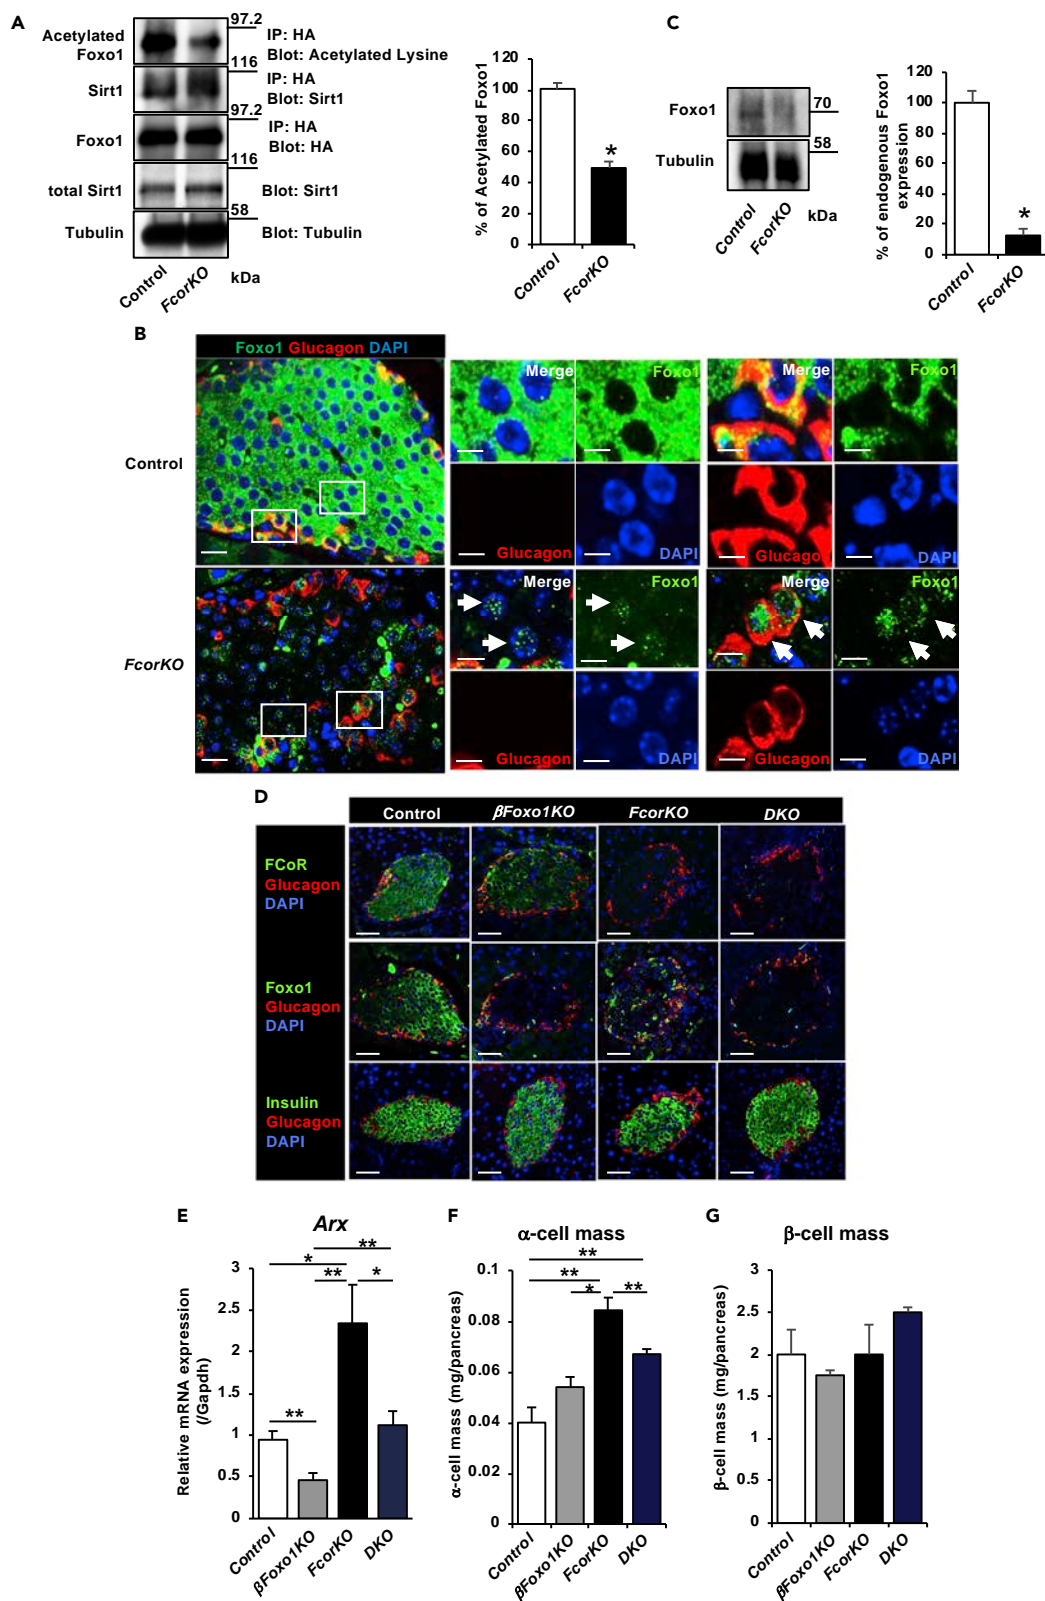 A
Acetylated
Foxo1
97.2
IP: HA
Blot: Acetylated Lysine
116
Sirt1
IP: HA
Blot: Sirt1
97.2
Foxo1
IP: HA
Blot: HA
116
total Sirt1
Blot: Sirt1
58
Tubulin
Blot: Tubulin
Control
FcorKO
kDa
% of Acetylated Foxo1
120
100
80
60
40
20
0
*
Control
FcorKO
C
Foxo1
70
Tubulin
58
Control
FcorKO
kDa
% of endogenous Foxo1
expression
120
100
80
60
40
20
0
*
Control
FcorKO
B
Foxo1 Glucagon DAPI
Control
FcorKO
Merge
Foxo1
Glucagon
DAPI
Merge
Foxo1
Glucagon
DAPI
Merge
Foxo1
Glucagon
DAPI
Merge
Foxo1
Glucagon
DAPI
D
Control
βFoxo1KO
FcorKO
DKO
FCoR
Glucagon
DAPI
Foxo1
Glucagon
DAPI
Insulin
Glucagon
DAPI
E
Arx
Relative mRNA expression
(/Gapdh)
3
2.5
2
1.5
1
0.5
0
**
*
**
*
**
Control
βFoxo1KO
FcorKO
DKO
F
α-cell mass
α-cell mass (mg/pancreas)
0.1
0.08
0.06
0.04
0.02
0
**
**
*
**
Control
βFoxo1KO
FcorKO
DKO
G
β-cell mass
β-cell mass (mg/pancreas)
3
2.5
2
1.5
1
0.5
0
Control
βFoxo1KO
FcorKO
DKO